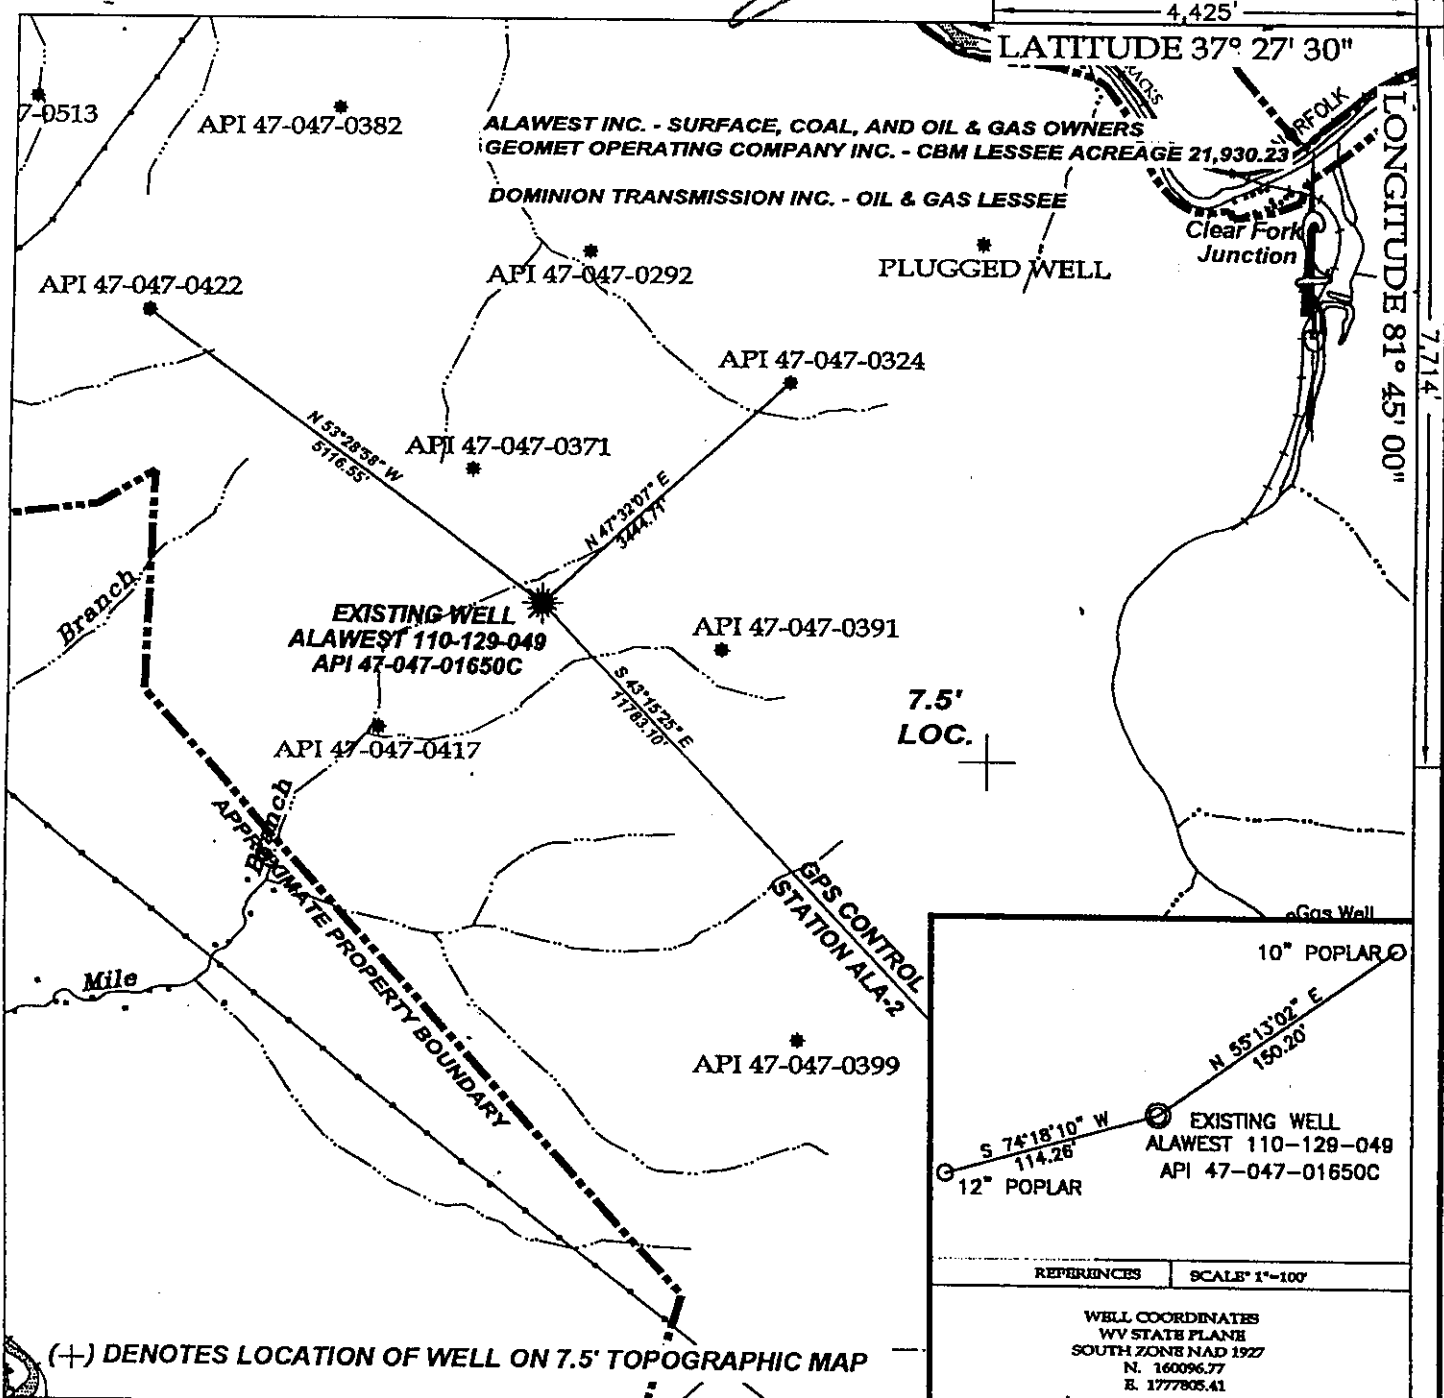 4,425'
LATITUDE 37° 27' 30"
LONGITUDE 81° 45' 00"
7,714'
7-0513
API 47-047-0382
ALAWEST INC. - SURFACE, COAL, AND OIL & GAS OWNERS
GEOMET OPERATING COMPANY INC. - CBM LESSEE ACREAGE 21,930.23
DOMINION TRANSMISSION INC. - OIL & GAS LESSEE
RACKS
RFOLK
Clear Fork
Junction
API 47-047-0422
API 47-047-0292
PLUGGED WELL
API 47-047-0324
N 53°28'58" W
5116.55'
API 47-047-0371
N 47°32'07" E
3444.71'
Branch
EXISTING WELL
ALAWEST 110-129-049
API 47-047-01650C
API 47-047-0391
S 43°15'25" E
11783.10'
7.5'
LOC.
API 47-047-0417
Branch
APPROXIMATE PROPERTY BOUNDARY
GPS CONTROL
STATION ALA-2
Mile
API 47-047-0399
Gas Well
10" POPLAR
N 55°13'02" E
150.20'
S 74°18'10" W
114.26'
12" POPLAR
EXISTING WELL
ALAWEST 110-129-049
API 47-047-01650C
REFERENCES
SCALE" 1"=100'
WELL COORDINATES
WV STATE PLANE
SOUTH ZONE NAD 1927
N. 160096.77
E. 1777805.41
(+) DENOTES LOCATION OF WELL ON 7.5' TOPOGRAPHIC MAP